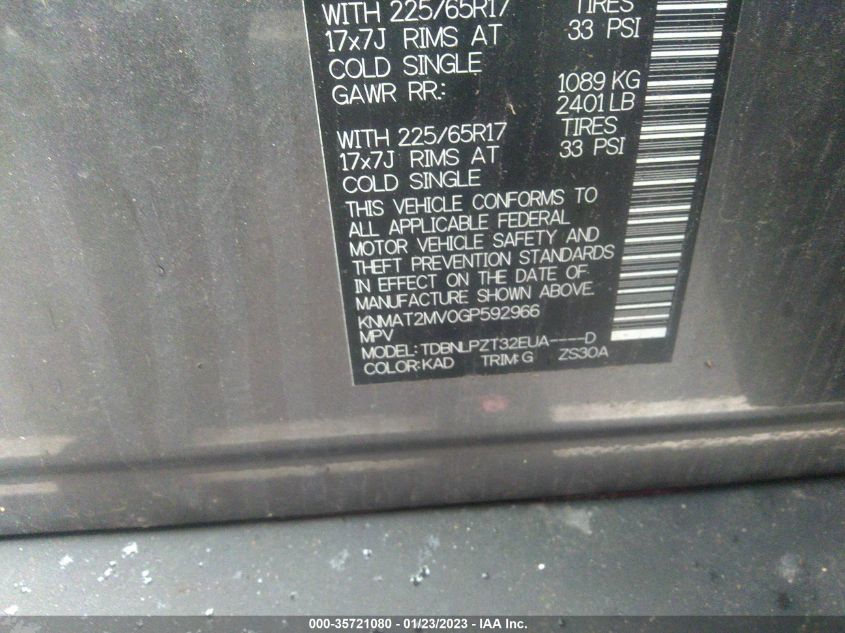 WITH 225/65R17 TIRES
17x7J RIMS AT 33 PSI
COLD SINGLE
GAWR RR: 1089 KG
2401 LB
WITH 225/65R17 TIRES
17x7J RIMS AT 33 PSI
COLD SINGLE
THIS VEHICLE CONFORMS TO
ALL APPLICABLE FEDERAL
MOTOR VEHICLE SAFETY AND
THEFT PREVENTION STANDARDS
IN EFFECT ON THE DATE OF
MANUFACTURE SHOWN ABOVE.
KNMAT2MV0GP592966
MPV
MODEL: TDBNLPZT32EUA----D
COLOR: KAD TRIM: G ZS30A
000-35721080 - 01/23/2023 - IAA Inc.